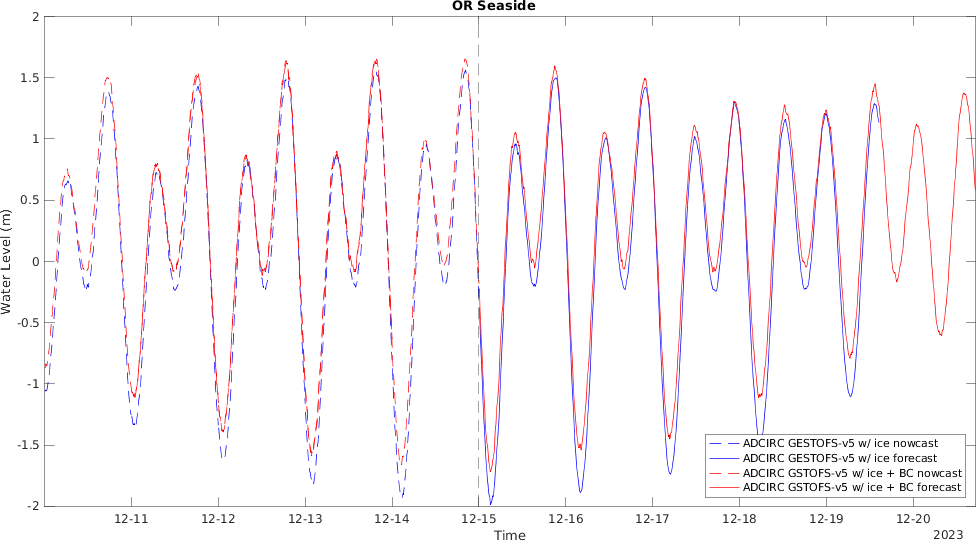 OR Seaside
2
1.5
1
0.5
0
-0.5
-1
-1.5
-2
Water Level (m)
12-11 12-12 12-13 12-14 12-15 12-16 12-17 12-18 12-19 12-20
Time
2023
ADCIRC GESTOFS-v5 w/ ice nowcast
ADCIRC GESTOFS-v5 w/ ice forecast
ADCIRC GSTOFS-v5 w/ ice + BC nowcast
ADCIRC GSTOFS-v5 w/ ice + BC forecast